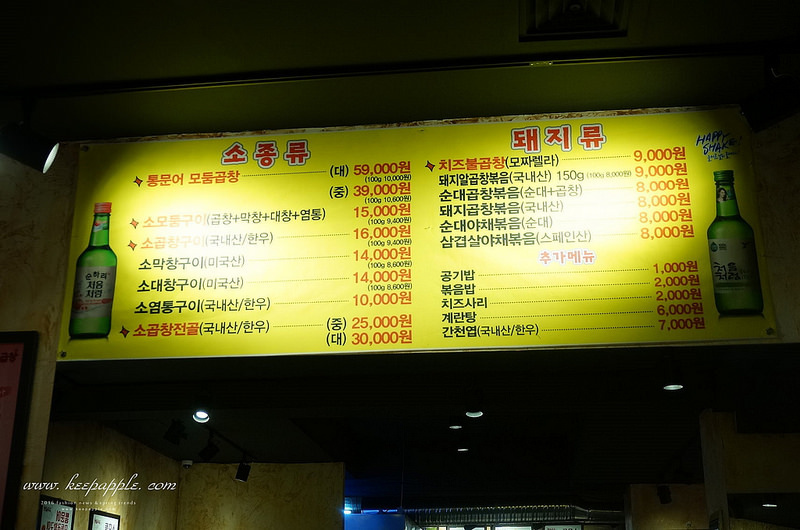 소종류
통문어 모둠곱창 (대) 59,000원
(100g 10,000원)
(중) 39,000원
(100g 10,600원)
소모둥구이(곱창+막창+대창+염통) 15,000원
(100g 9,400원)
소곱창구이(국내산/한우) 16,000원
(100g 9,400원)
소막창구이(미국산) 14,000원
(100g 8,600원)
소대창구이(미국산) 14,000원
(100g 8,600원)
소염통구이(국내산/한우) 10,000원
소곱창전골(국내산/한우) (중) 25,000원
(대) 30,000원
돼지류
치즈불곱창(모짜렐라) 9,000원
돼지알곱창볶음(국내산) 150g (100g 6,000원) 9,000원
순대곱창볶음(순대+곱창) 8,000원
돼지곱창볶음(국내산) 8,000원
순대야채볶음(순대) 8,000원
삼겹살야채볶음(스페인산) 8,000원
추가메뉴
공기밥 1,000원
볶음밥 2,000원
치즈사리 2,000원
계란탕 6,000원
간천엽(국내산/한우) 7,000원
HAPPY
SHAKE!
순하리
처음
처럼
처음
처럼
www.keepapple.com